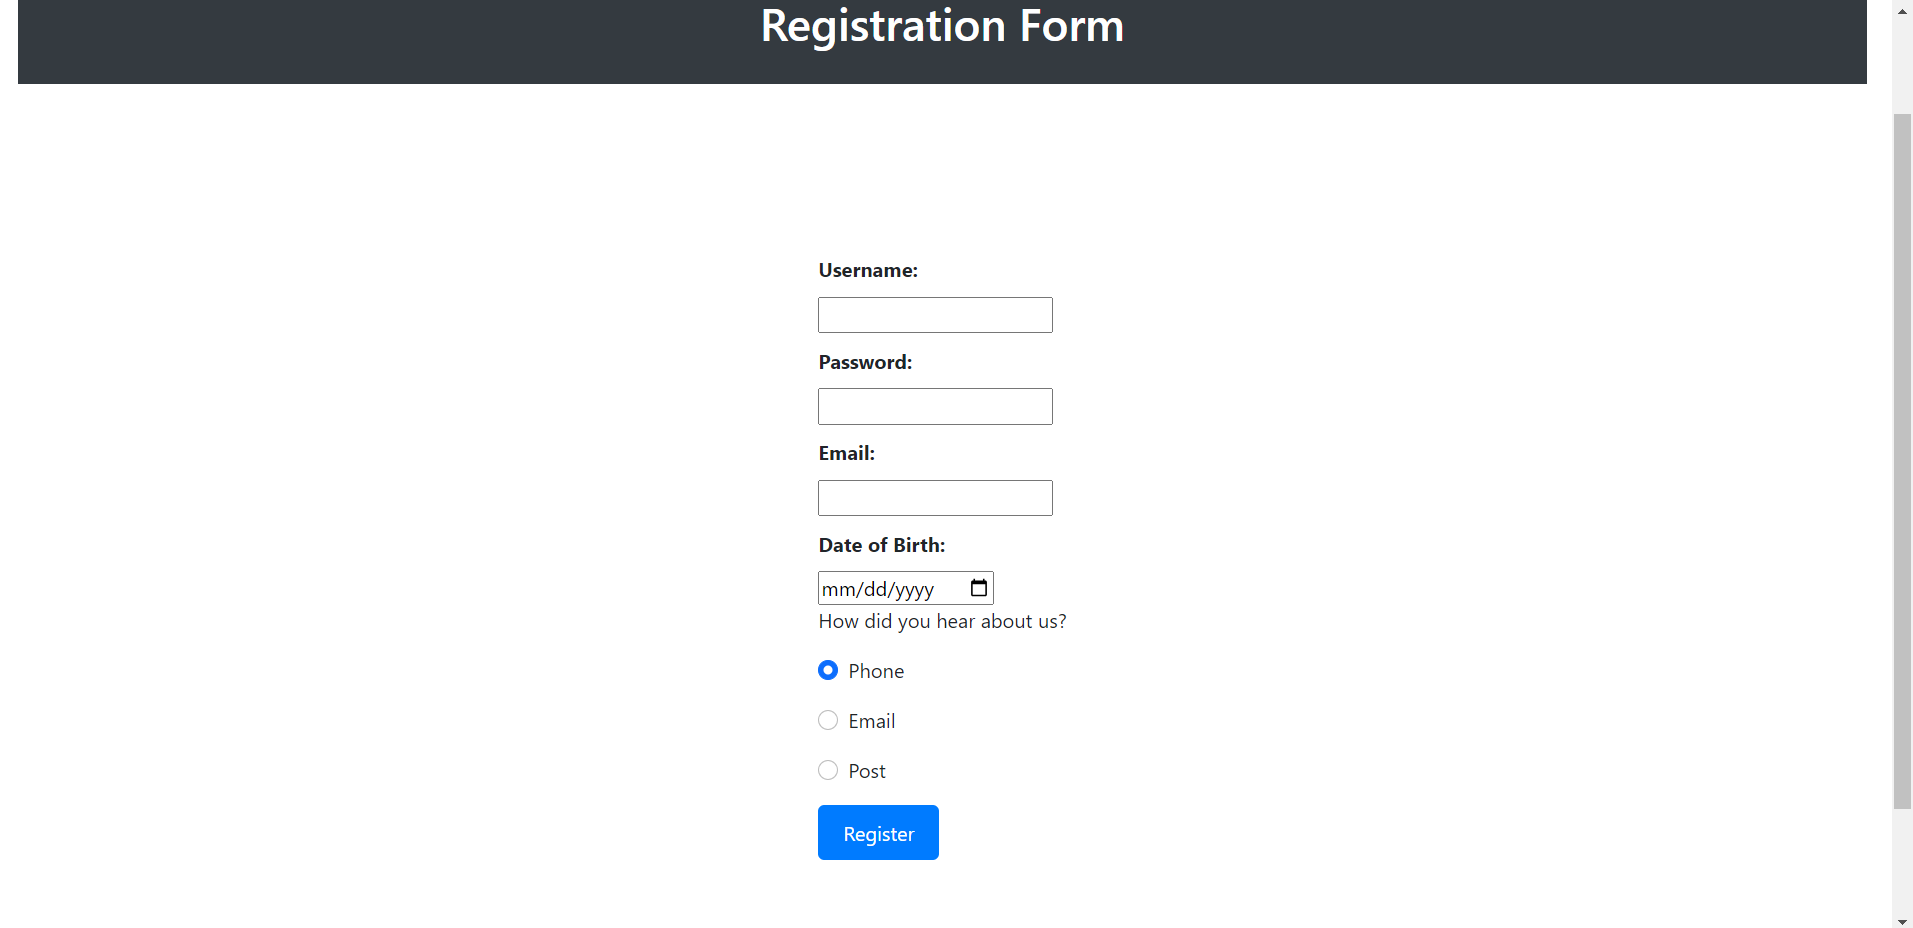 Registration Form
Username:
Password:
Email:
Date of Birth:
mm/dd/yyyy
How did you hear about us?
Phone
Email
Post
Register